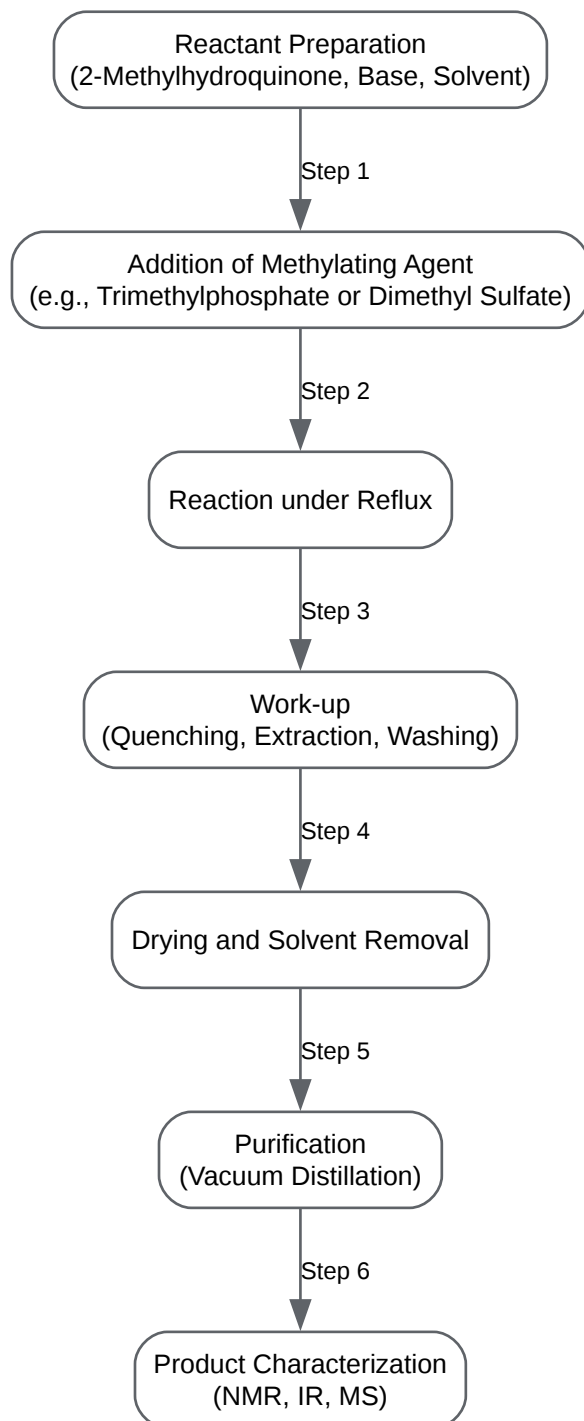 Reactant Preparation
(2-Methylhydroquinone, Base, Solvent)
Step 1
Addition of Methylating Agent
(e.g., Trimethylphosphate or Dimethyl Sulfate)
Step 2
Reaction under Reflux
Step 3
Work-up
(Quenching, Extraction, Washing)
Step 4
Drying and Solvent Removal
Step 5
Purification
(Vacuum Distillation)
Step 6
Product Characterization
(NMR, IR, MS)